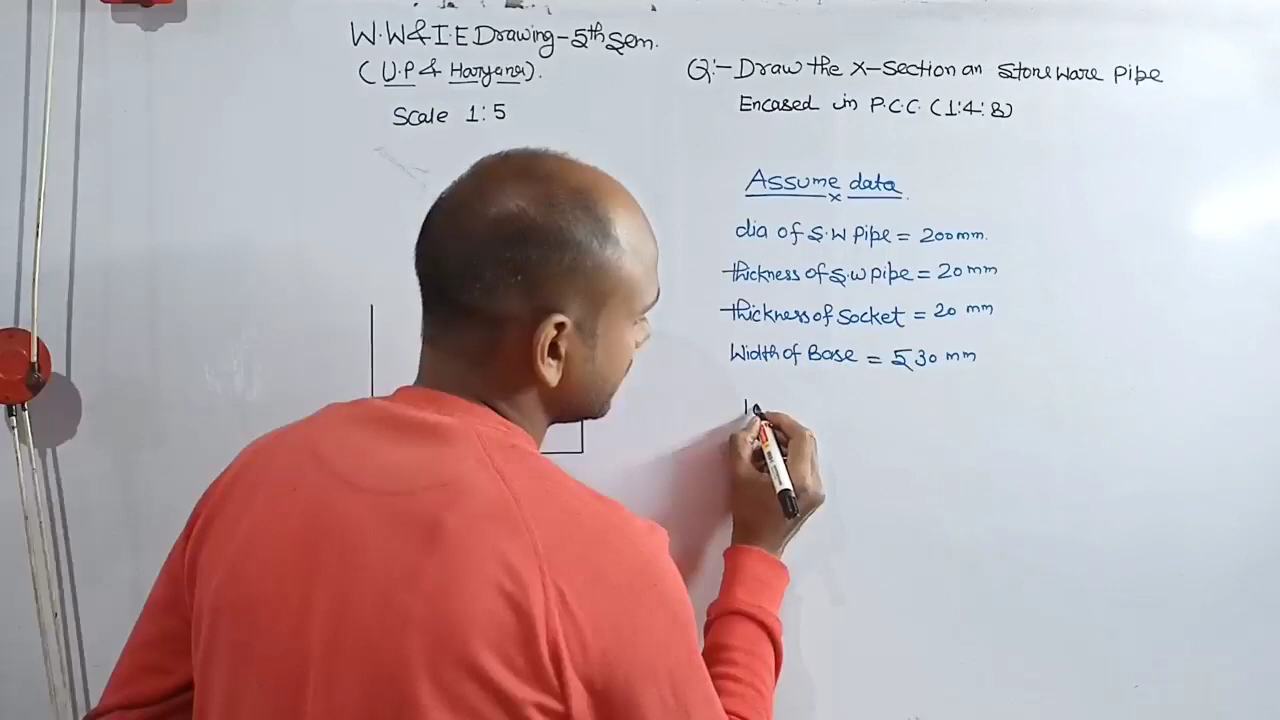 W.W & I.E Drawing - 5th Sem.
(U.P & Haryana).
Scale 1:5
Q:- Draw the X-Section an Stone Ware Pipe
Encased in P.C.C. (1:4:8)
Assume data
dia of S.W Pipe = 200 mm.
thickness of S.W pipe = 20 mm
thickness of Socket = 20 mm
Width of Base = 530 mm